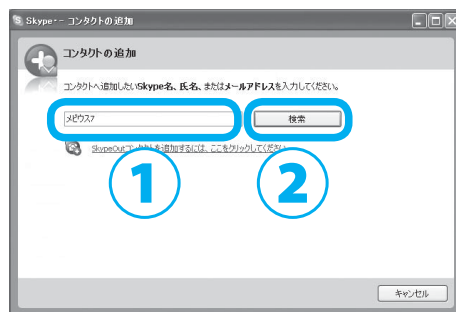 Skype™ - コンタクトの追加
コンタクトの追加
コンタクトへ追加したいSkype名、氏名、またはメールアドレスを入力してください。
メビウス7
検索
SkypeOutコンタクトを追加するには、ここをクリックしてください。
1
2
キャンセル